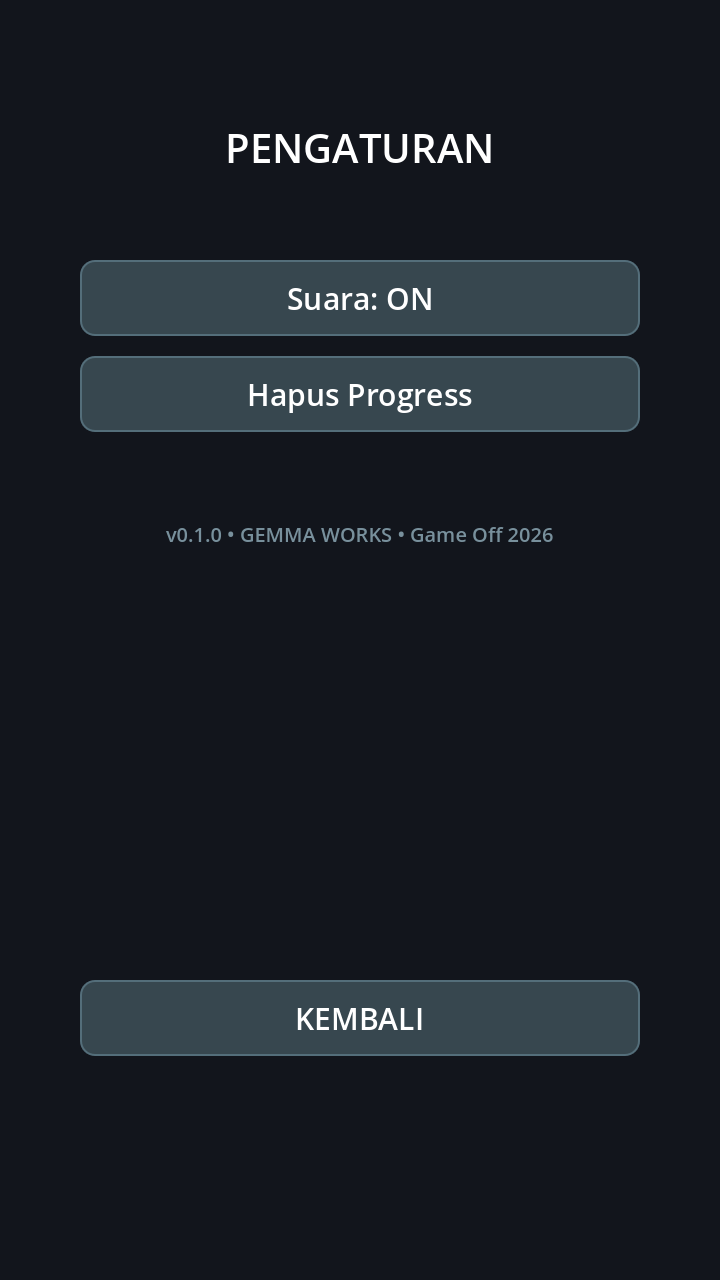 PENGATURAN
Suara: ON
Hapus Progress
v0.1.0 • GEMMA WORKS • Game Off 2026
KEMBALI